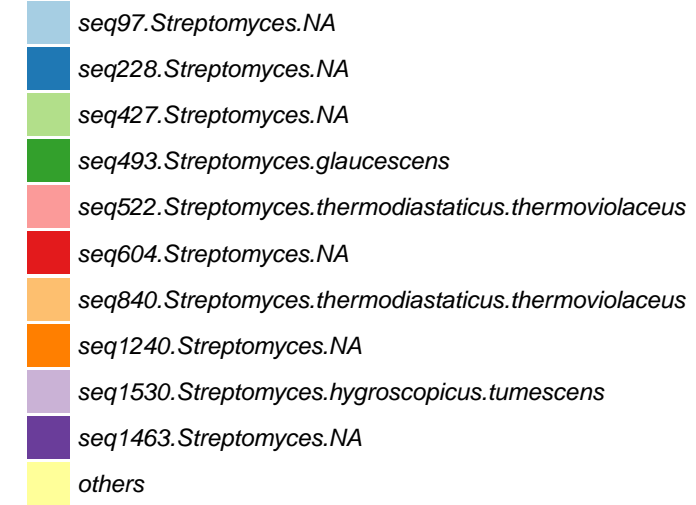 seq97.Streptomyces.NA
seq228.Streptomyces.NA
seq427.Streptomyces.NA
seq493.Streptomyces.glaucescens
seq522.Streptomyces.thermodiastaticus.thermoviolaceus
seq604.Streptomyces.NA
seq840.Streptomyces.thermodiastaticus.thermoviolaceus
seq1240.Streptomyces.NA
seq1530.Streptomyces.hygroscopicus.tumescens
seq1463.Streptomyces.NA
others